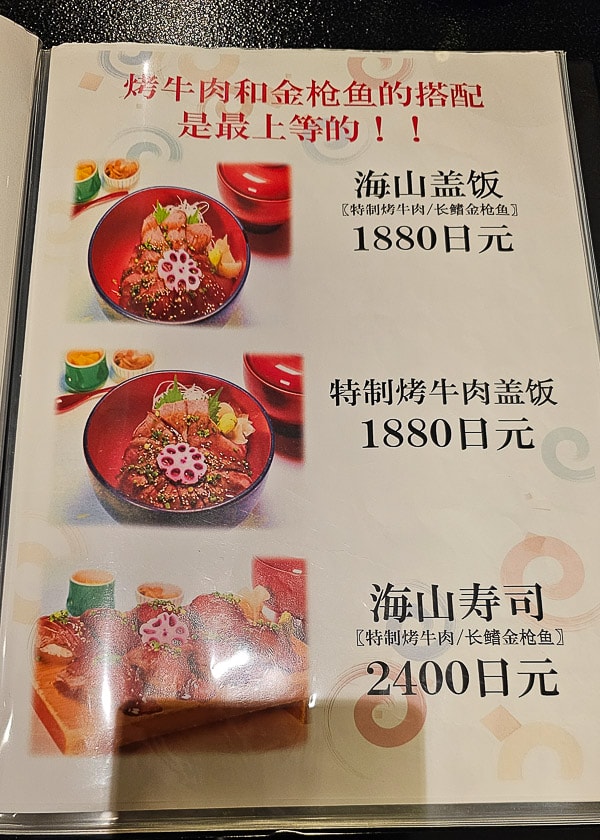 烤牛肉和金枪鱼的搭配
是最上等的！！
海山盖饭
〖特制烤牛肉/长鳍金枪鱼〗
1880日元
特制烤牛肉盖饭
1880日元
海山寿司
〖特制烤牛肉/长鳍金枪鱼〗
2400日元